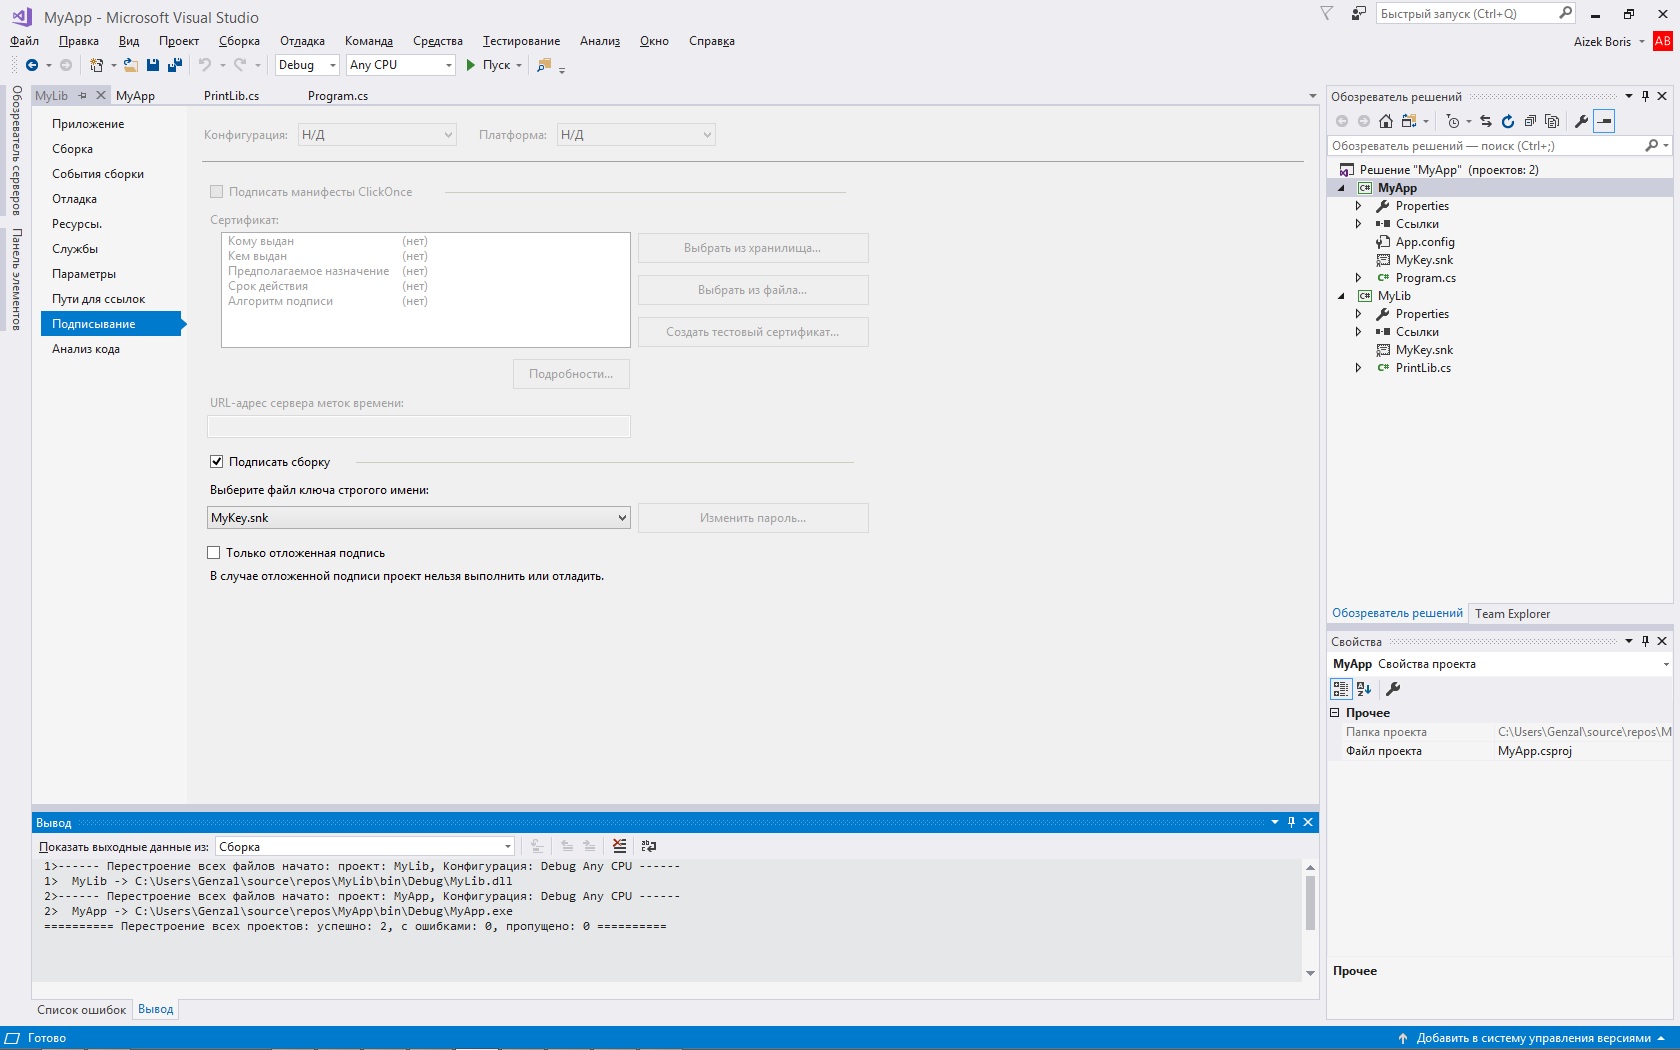 MyApp - Microsoft Visual Studio
Быстрый запуск (Ctrl+Q)
Файл Правка Вид Проект Сборка Отладка Команда Средства Тестирование Анализ Окно Справка
Aizek Boris AB
Debug Any CPU Пуск
Обозреватель серверов
Панель элементов
MyLib MyApp PrintLib.cs Program.cs
Приложение
Сборка
События сборки
Отладка
Ресурсы.
Службы
Параметры
Пути для ссылок
Подписывание
Анализ кода
Конфигурация: Н/Д Платформа: Н/Д
Подписать манифесты ClickOnce
Сертификат:
Кому выдан (нет)
Кем выдан (нет)
Предполагаемое назначение (нет)
Срок действия (нет)
Алгоритм подписи (нет)
Выбрать из хранилища...
Выбрать из файла...
Создать тестовый сертификат...
Подробности...
URL-адрес сервера меток времени:
Подписать сборку
Выберите файл ключа строгого имени:
MyKey.snk
Изменить пароль...
Только отложенная подпись
В случае отложенной подписи проект нельзя выполнить или отладить.
Обозреватель решений
Обозреватель решений — поиск (Ctrl+;)
Решение "MyApp" (проектов: 2)
C# MyApp
Properties
Ссылки
App.config
MyKey.snk
C# Program.cs
C# MyLib
Properties
Ссылки
MyKey.snk
C# PrintLib.cs
Обозреватель решений Team Explorer
Свойства
MyApp Свойства проекта
Прочее
Папка проекта C:\Users\Genzal\source\repos\M
Файл проекта MyApp.csproj
Прочее
Вывод
Показать выходные данные из: Сборка
1>------ Перестроение всех файлов начато: проект: MyLib, Конфигурация: Debug Any CPU ------
1> MyLib -> C:\Users\Genzal\source\repos\MyLib\bin\Debug\MyLib.dll
2>------ Перестроение всех файлов начато: проект: MyApp, Конфигурация: Debug Any CPU ------
2> MyApp -> C:\Users\Genzal\source\repos\MyApp\bin\Debug\MyApp.exe
========== Перестроение всех проектов: успешно: 2, с ошибками: 0, пропущено: 0 ==========
Список ошибок Вывод
Готово
Добавить в систему управления версиями